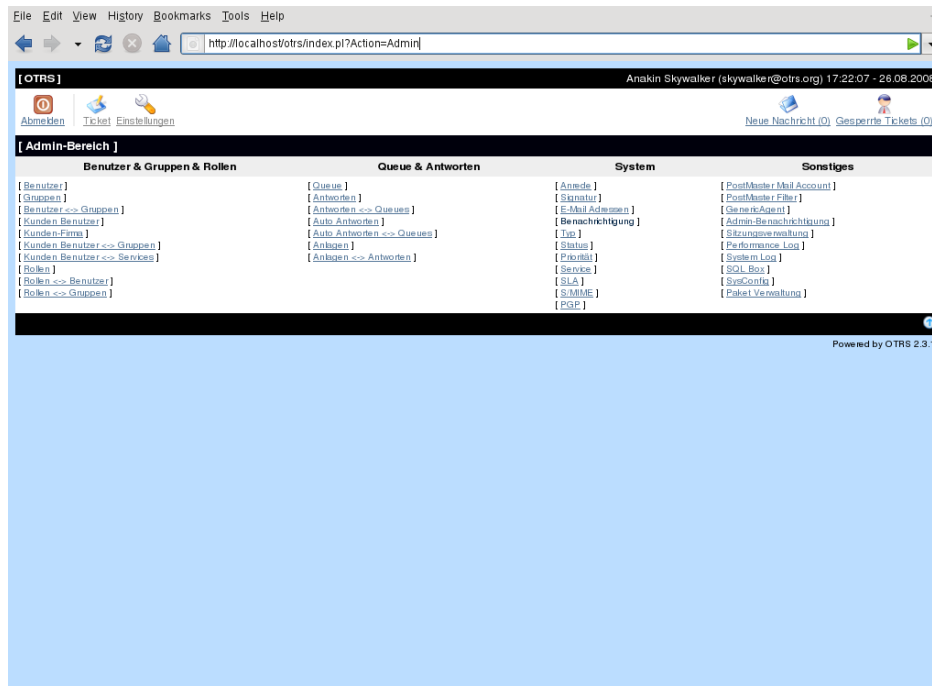 File Edit View History Bookmarks Tools Help
http://localhost/otrs/index.pl?Action=Admin
[ OTRS ]
Anakin Skywalker (skywalker@otrs.org) 17:22:07 - 26.08.2008
Abmelden Ticket Einstellungen
Neue Nachricht (0) Gesperrte Tickets (0)
[ Admin-Bereich ]
Benutzer & Gruppen & Rollen
[ Benutzer ]
[ Gruppen ]
[ Benutzer <-> Gruppen ]
[ Kunden Benutzer ]
[ Kunden-Firma ]
[ Kunden Benutzer <-> Gruppen ]
[ Kunden Benutzer <-> Services ]
[ Rollen ]
[ Rollen <-> Benutzer ]
[ Rollen <-> Gruppen ]
Queue & Antworten
[ Queue ]
[ Antworten ]
[ Antworten <-> Queues ]
[ Auto Antworten ]
[ Auto Antworten <-> Queues ]
[ Anlagen ]
[ Anlagen <-> Antworten ]
System
[ Anrede ]
[ Signatur ]
[ E-Mail Adressen ]
[ Benachrichtigung ]
[ Typ ]
[ Status ]
[ Priorität ]
[ Service ]
[ SLA ]
[ S/MIME ]
[ PGP ]
Sonstiges
[ PostMaster Mail Account ]
[ PostMaster Filter ]
[ GenericAgent ]
[ Admin-Benachrichtigung ]
[ Sitzungsverwaltung ]
[ Performance Log ]
[ System Log ]
[ SQL Box ]
[ SysConfig ]
[ Paket Verwaltung ]
Powered by OTRS 2.3.